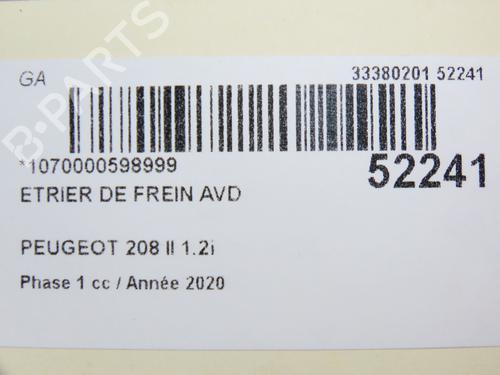 GA 33380201 52241
*1070000598999 52241
ETRIER DE FREIN AVD
PEUGEOT 208 II 1.2i
Phase 1 cc / Année 2020
B-PARTS